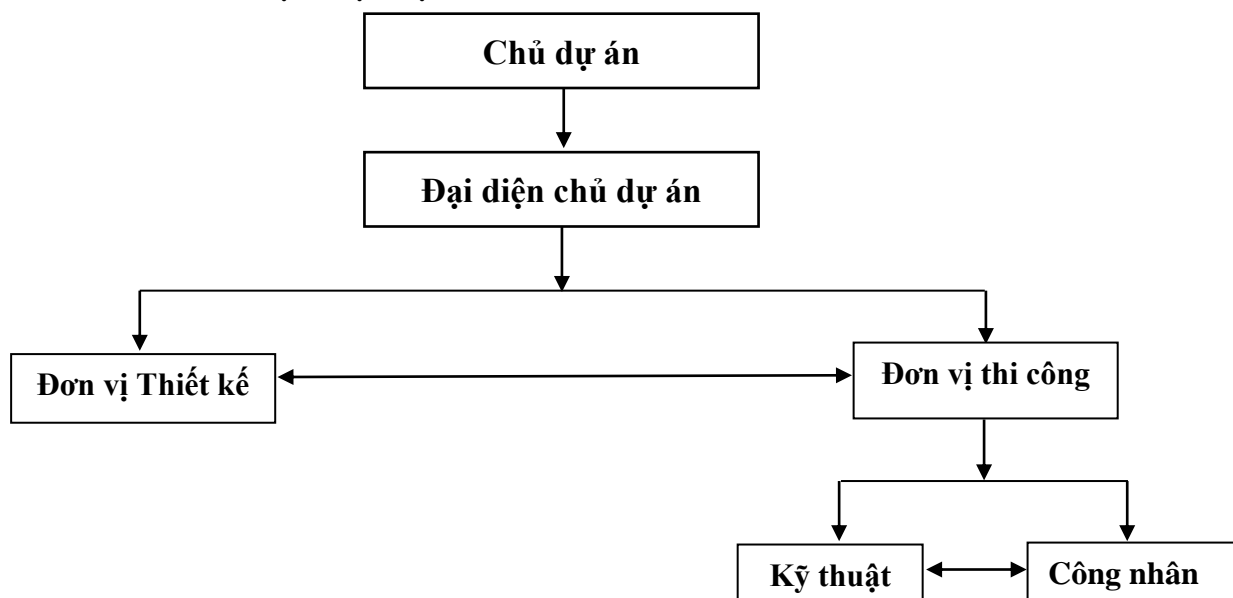 Chủ dự án
Đại diện chủ dự án
Đơn vị Thiết kế
Đơn vị thi công
Kỹ thuật
Công nhân